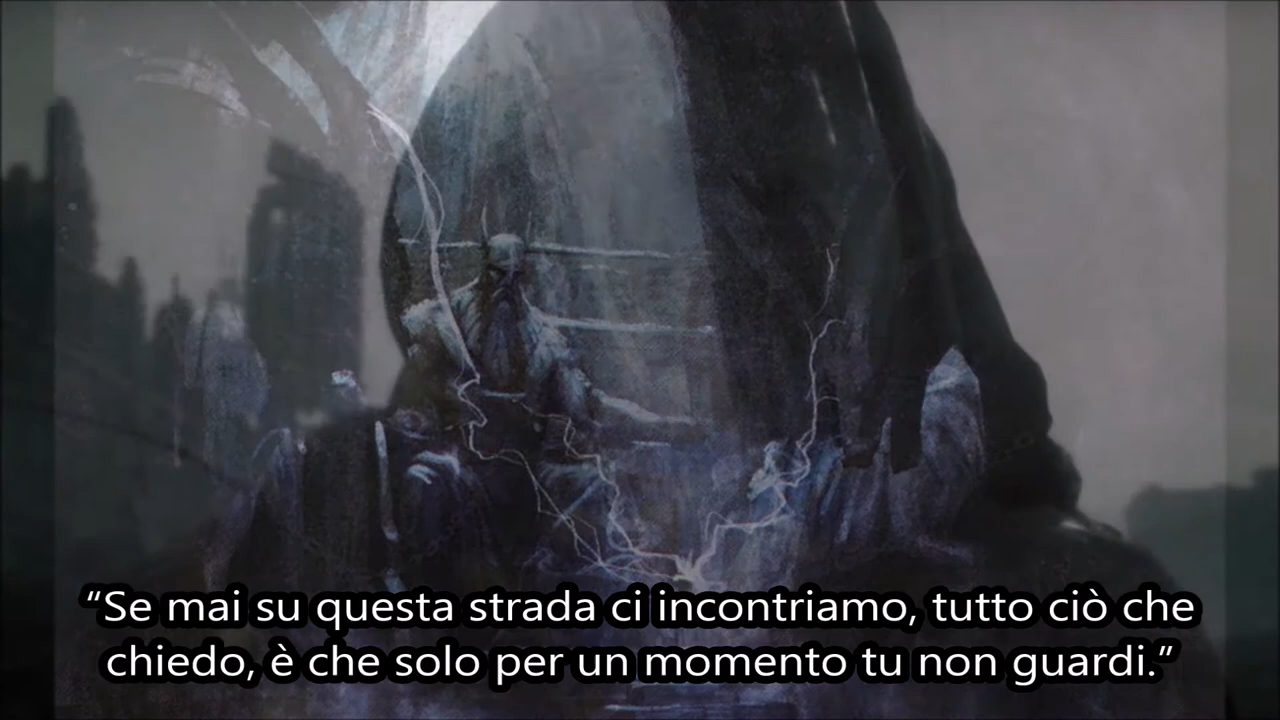 “Se mai su questa strada ci incontriamo, tutto ciò che
chiedo, è che solo per un momento tu non guardi.”